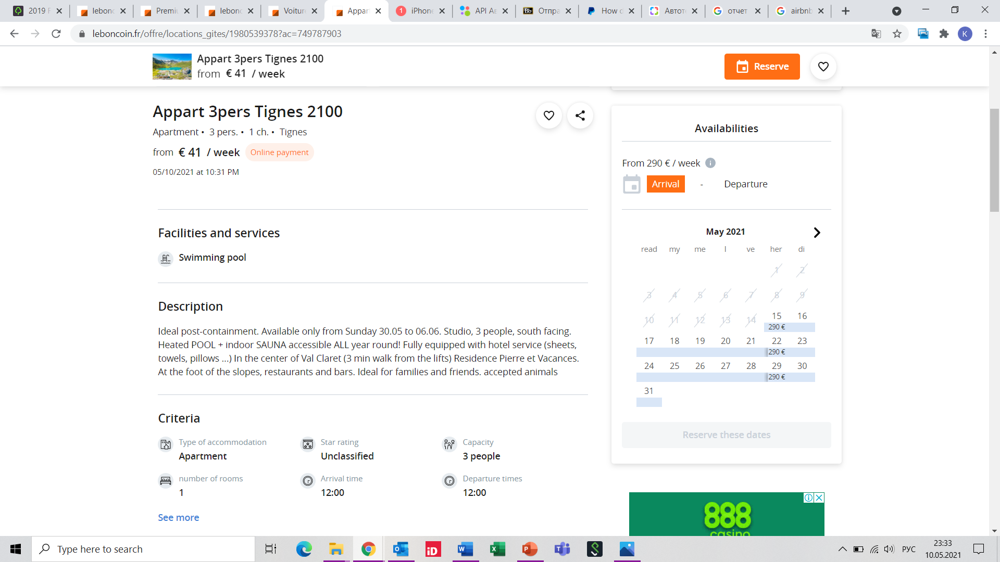 2019 F
lebonc
Premiu
lebonc
Voiture
Appart
1
iPhone
API Ав
Bb
Отпра
How d
Автоте
отчет
airbnb
leboncoin.fr/offre/locations_gites/1980539378?ac=749787903
K
Appart 3pers Tignes 2100
from € 41 / week
Reserve
Appart 3pers Tignes 2100
Apartment • 3 pers. • 1 ch. • Tignes
from € 41 / week Online payment
05/10/2021 at 10:31 PM
Facilities and services
Swimming pool
Description
Ideal post-containment. Available only from Sunday 30.05 to 06.06. Studio, 3 people, south facing.
Heated POOL + indoor SAUNA accessible ALL year round! Fully equipped with hotel service (sheets,
towels, pillows ...) In the center of Val Claret (3 min walk from the lifts) Residence Pierre et Vacances.
At the foot of the slopes, restaurants and bars. Ideal for families and friends. accepted animals
Criteria
Type of accommodation
Apartment
Star rating
Unclassified
Capacity
3 people
number of rooms
1
Arrival time
12:00
Departure times
12:00
See more
Availabilities
From 290 € / week
Arrival - Departure
May 2021
read my me l ve her di
1 2
3 4 5 6 7 8 9
10 11 12 13 14 15 16
290 €
17 18 19 20 21 22 23
290 €
24 25 26 27 28 29 30
290 €
31
Reserve these dates
888
casino
Type here to search
iD
РУС
23:33
10.05.2021